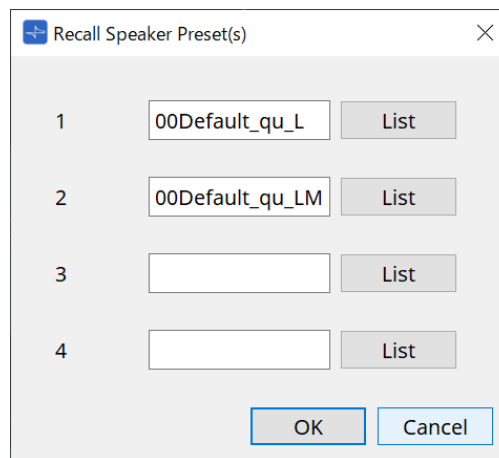 Recall Speaker Preset(s)
1 00Default_qu_L List
2 00Default_qu_LM List
3 List
4 List
OK Cancel